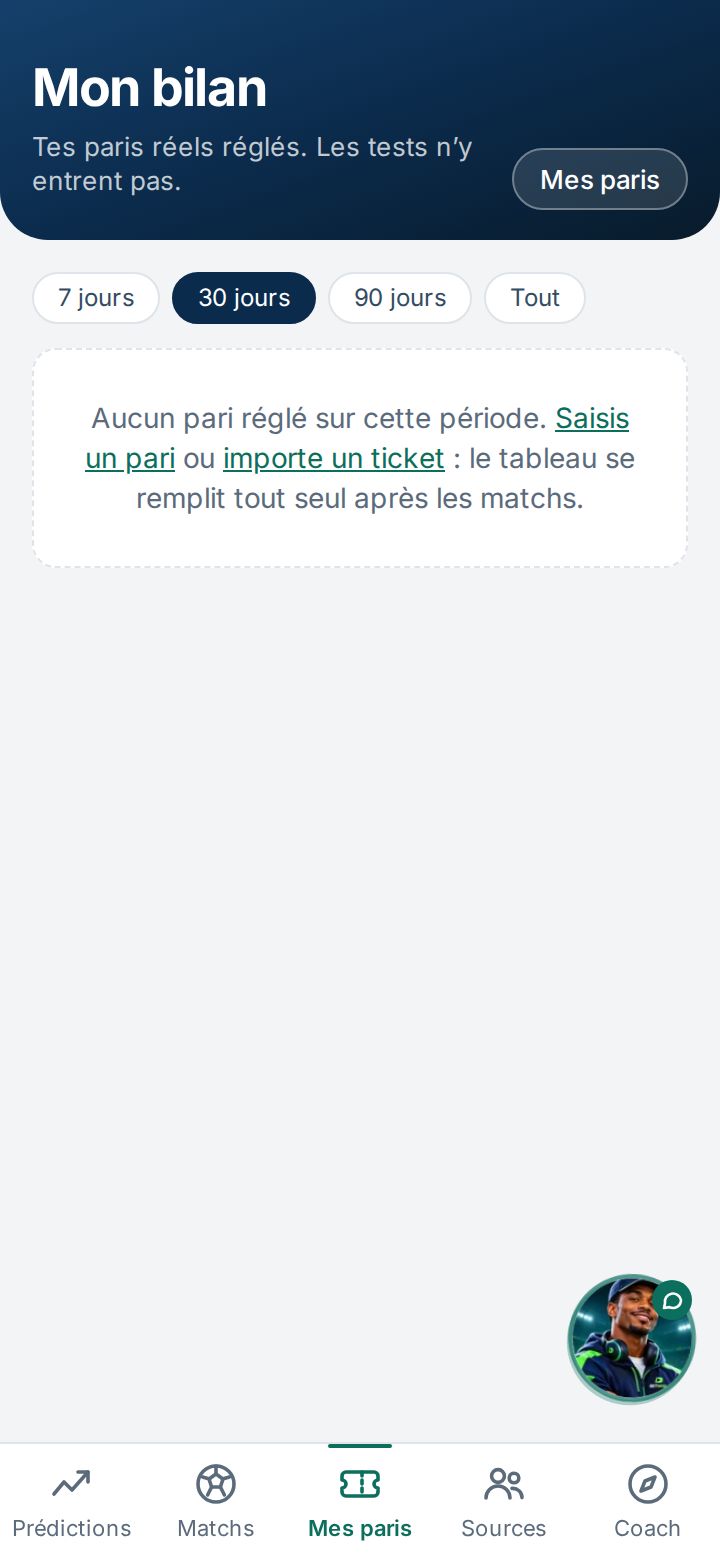 Mon bilan
Tes paris réels réglés. Les tests n’y
entrent pas.
Mes paris
7 jours
30 jours
90 jours
Tout
Aucun pari réglé sur cette période. Saisis
un pari ou importe un ticket : le tableau se
remplit tout seul après les matchs.
Prédictions
Matchs
Mes paris
Sources
Coach